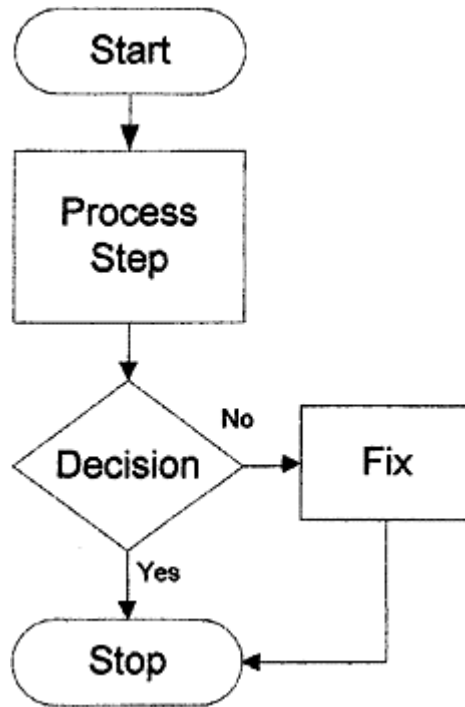 Start
Process
Step
Decision
No
Fix
Yes
Stop